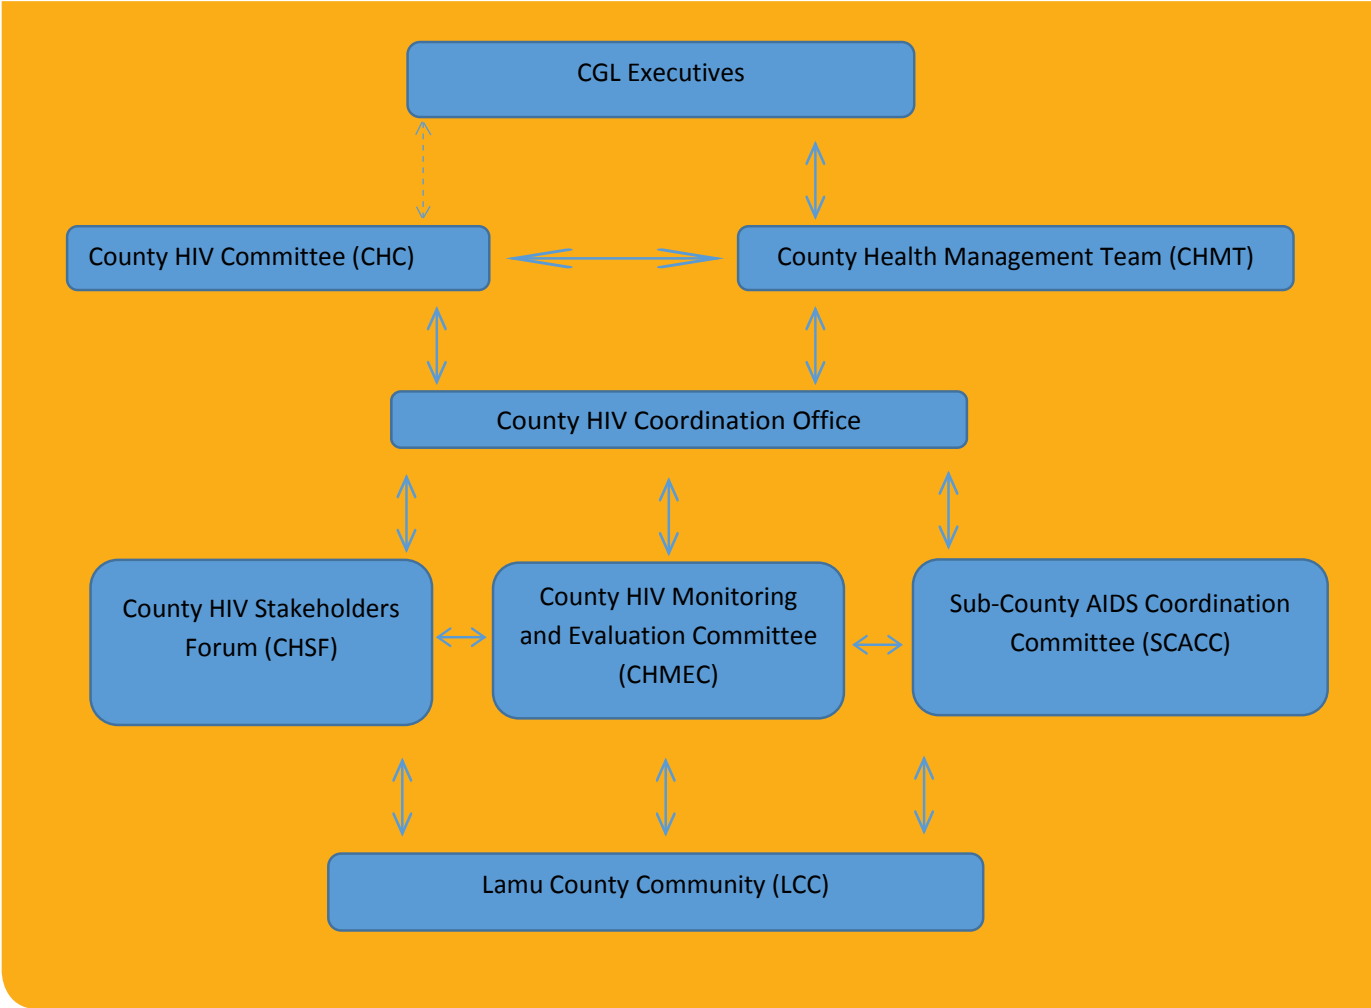 CGL Executives
County HIV Committee (CHC)
County Health Management Team (CHMT)
County HIV Coordination Office
County HIV Stakeholders
Forum (CHSF)
County HIV Monitoring
and Evaluation Committee
(CHMEC)
Sub-County AIDS Coordination
Committee (SCACC)
Lamu County Community (LCC)